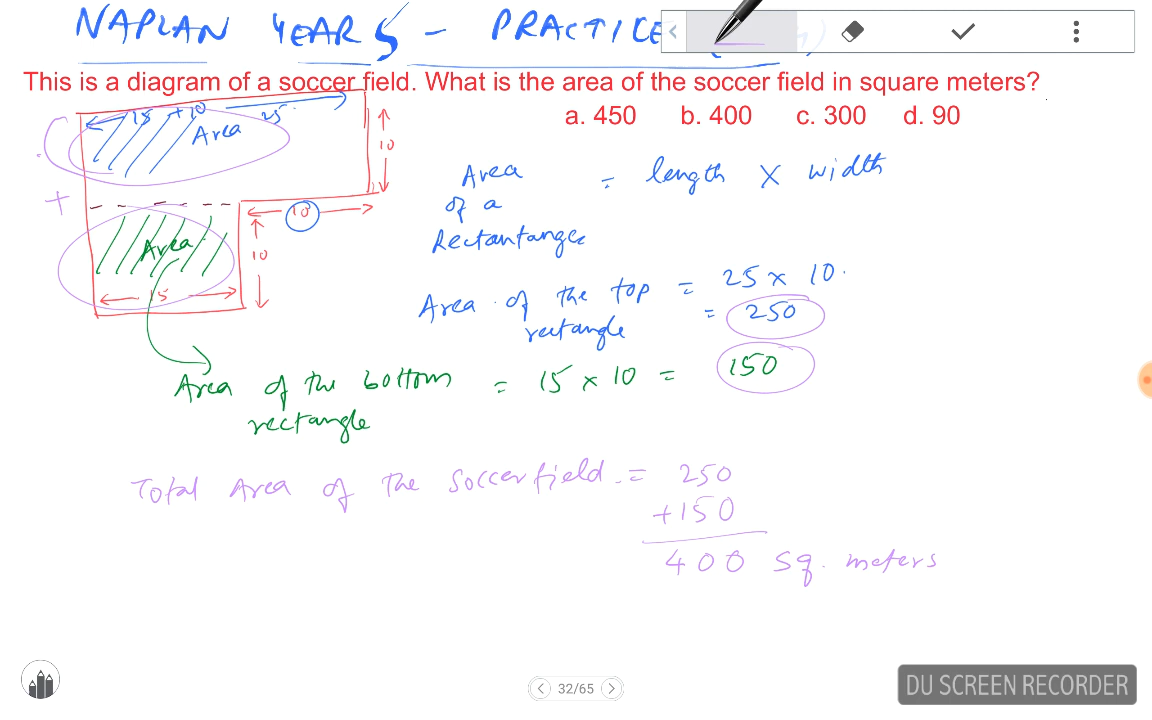 NAPLAN YEAR 5 - PRACTICE
This is a diagram of a soccer field. What is the area of the soccer field in square meters?
a. 450 b. 400 c. 300 d. 90
15 +10 25
Area
10
+
10
10
Area
15
Area of a Rectantangle = length x width
Area of the top rectangle = 25 x 10.
= 250
Area of the bottom rectangle = 15 x 10 = 150
Total Area of the Soccer field = 250
+150
400 sq. meters
32/65
DU SCREEN RECORDER